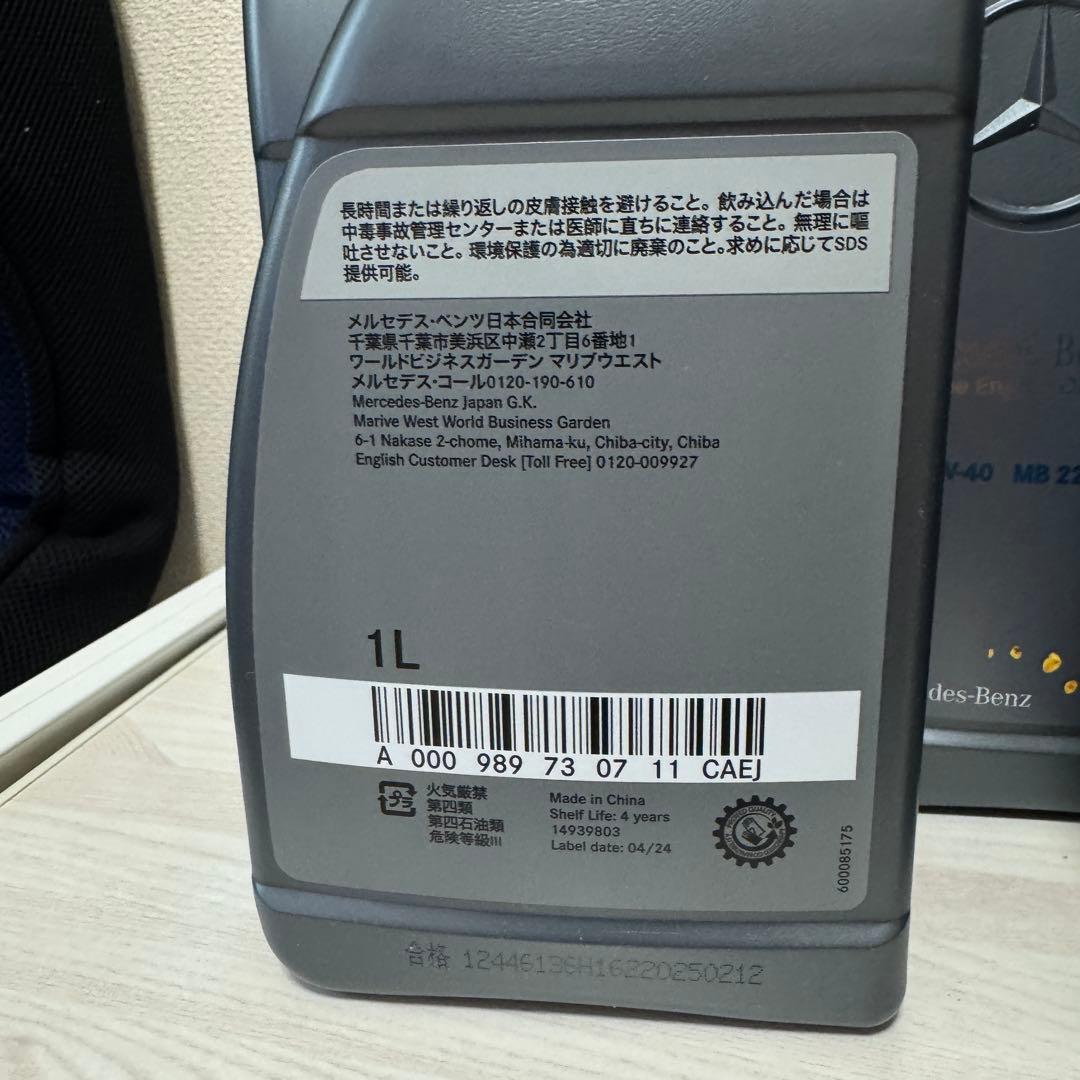 長時間または繰り返しの皮膚接触を避けること。飲み込んだ場合は
中毒事故管理センターまたは医師に直ちに連絡すること。無理に嘔
吐させないこと。環境保護の為適切に廃棄のこと。求めに応じてSDS
提供可能。
メルセデス・ベンツ日本合同会社
千葉県千葉市美浜区中瀬2丁目6番地1
ワールドビジネスガーデン マリブウエスト
メルセデス・コール0120-190-610
Mercedes-Benz Japan G.K.
Marive West World Business Garden
6-1 Nakase 2-chome, Mihama-ku, Chiba-city, Chiba
English Customer Desk [Toll Free] 0120-009927
1L
A 000 989 73 07 11 CAEJ
プラ
火気厳禁
第四類
第四石油類
危険等級III
Made in China
Shelf Life: 4 years
14939803
Label date: 04/24
600085175
合格 12446136H16220250212
-40 MB 22
des-Benz